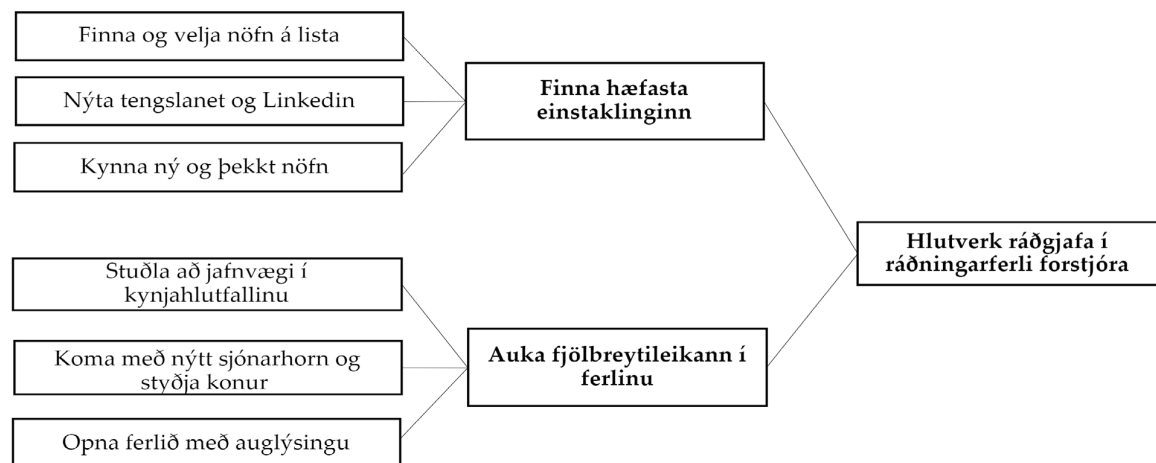 Finna og velja nöfn á lista
Nýta tengslanet og Linkedin
Kynna ný og þekkt nöfn
Finna hæfasta
einstaklinginn
Stuðla að jafnvægi í
kynjahlutfallinu
Koma með nýtt sjónarhorn og
styðja konur
Opna ferlið með auglýsingu
Auka fjölbreytileikann í
ferlinu
Hlutverk ráðgjafa í
ráðningarferli forstjóra